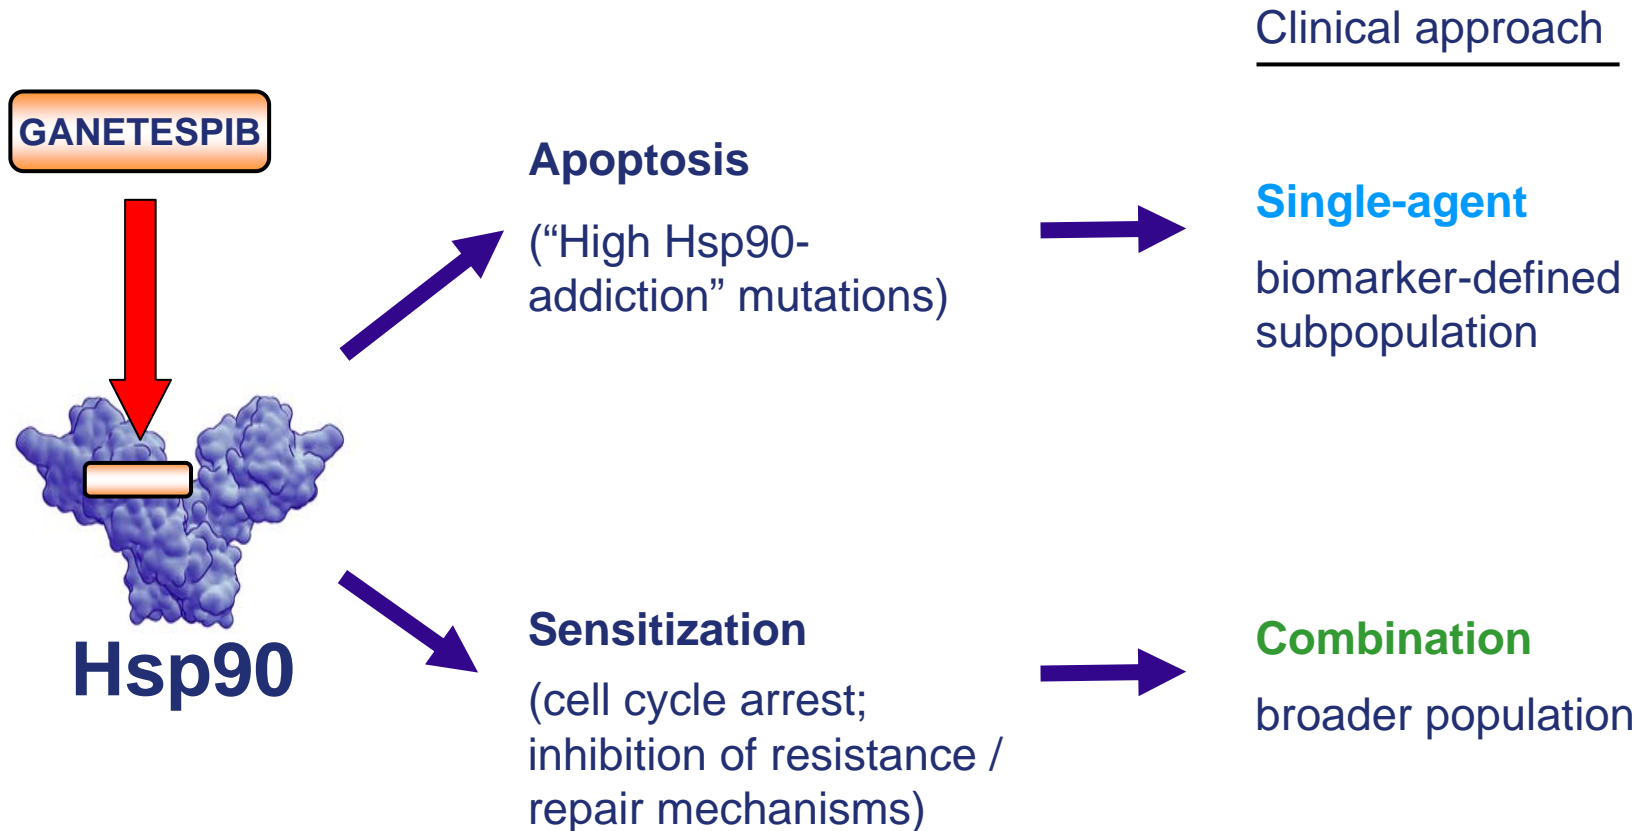 Clinical approach
GANETESPIB
Apoptosis
(“High Hsp90-
addiction” mutations)
Single-agent
biomarker-defined
subpopulation
Hsp90
Sensitization
(cell cycle arrest;
inhibition of resistance /
repair mechanisms)
Combination
broader population